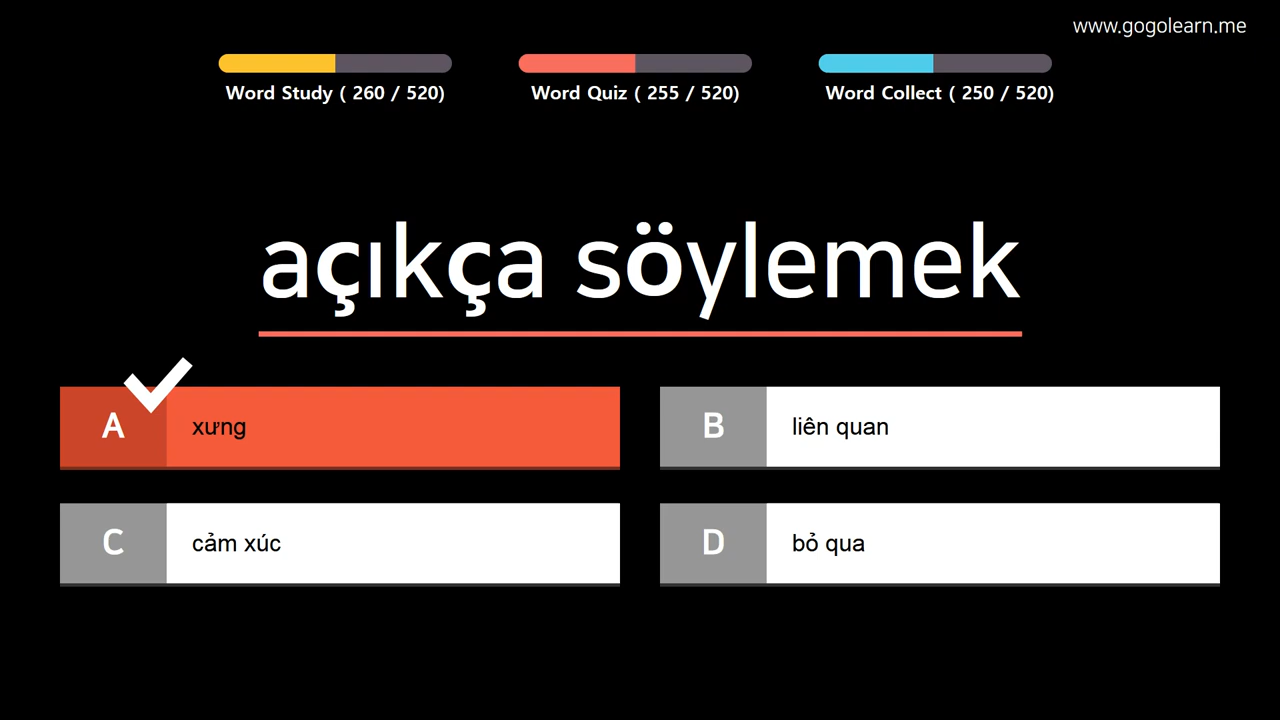 www.gogolearn.me
Word Study ( 260 / 520)
Word Quiz ( 255 / 520)
Word Collect ( 250 / 520)
açıkça söylemek
A
xưng
B
liên quan
C
cảm xúc
D
bỏ qua